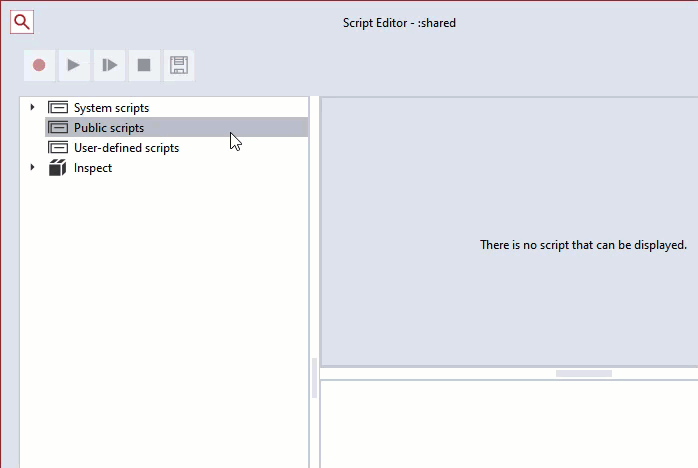 Script Editor - :shared
System scripts
Public scripts
User-defined scripts
Inspect
There is no script that can be displayed.